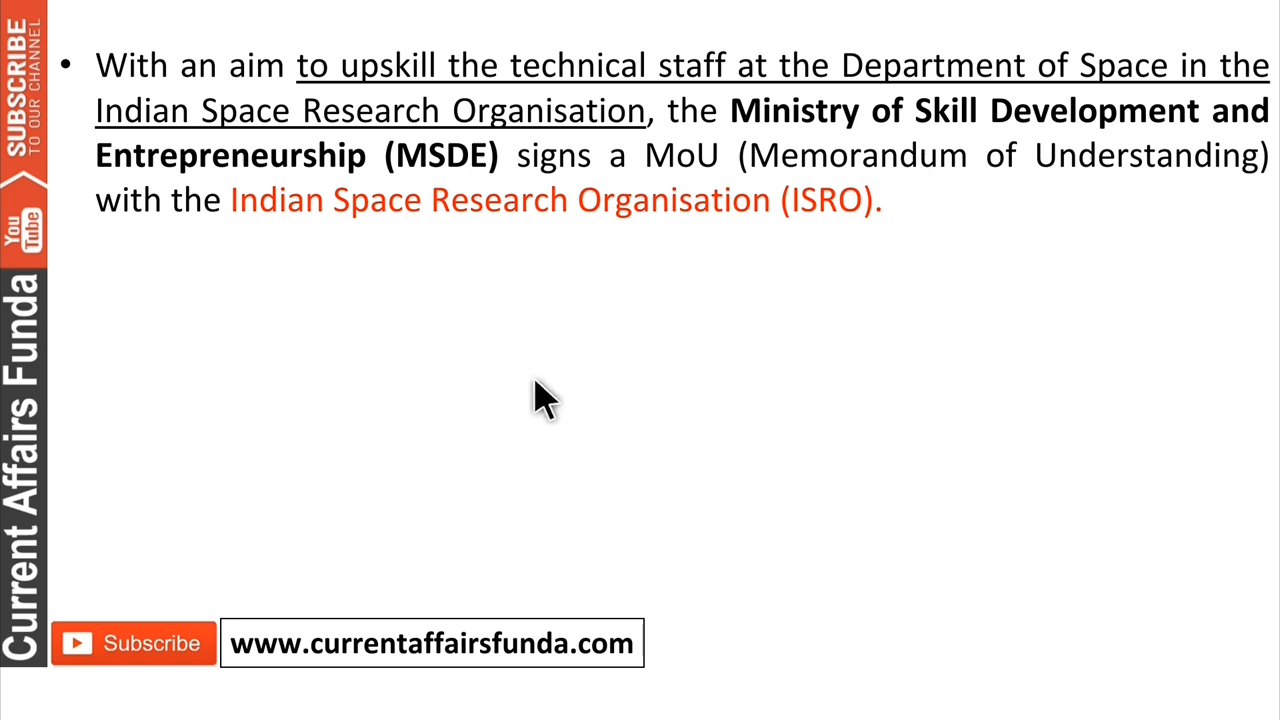 • With an aim to upskill the technical staff at the Department of Space in the
Indian Space Research Organisation, the Ministry of Skill Development and
Entrepreneurship (MSDE) signs a MoU (Memorandum of Understanding)
with the Indian Space Research Organisation (ISRO).
SUBSCRIBE
TO OUR CHANNEL
You
Tube
Current Affairs Funda
Subscribe
www.currentaffairsfunda.com